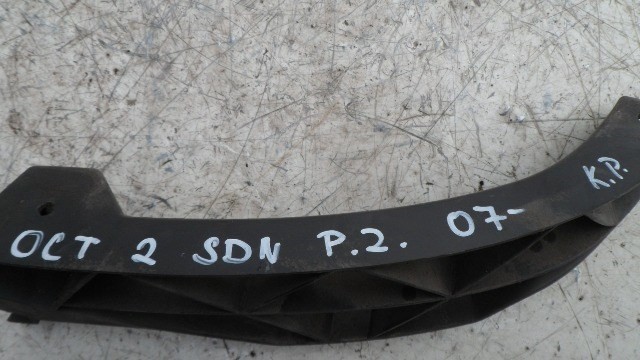 OCT 2 SDN P.2. 07- K.P.